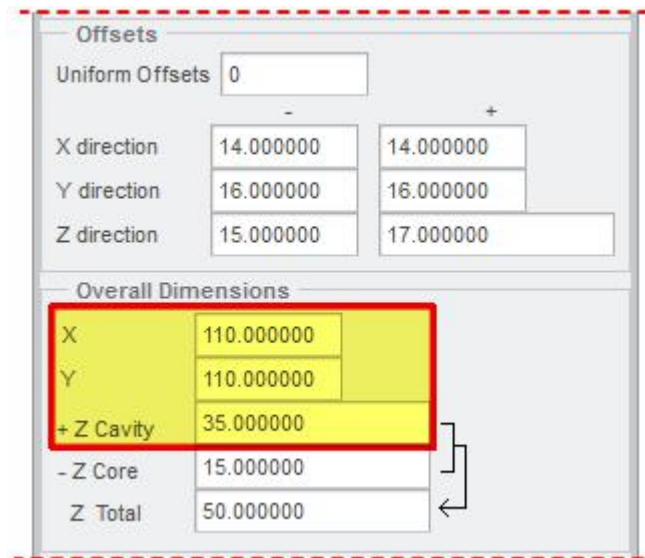 Offsets
Uniform Offsets 0
- +
X direction 14.000000 14.000000
Y direction 16.000000 16.000000
Z direction 15.000000 17.000000
Overall Dimensions
X 110.000000
Y 110.000000
+ Z Cavity 35.000000
- Z Core 15.000000
Z Total 50.000000